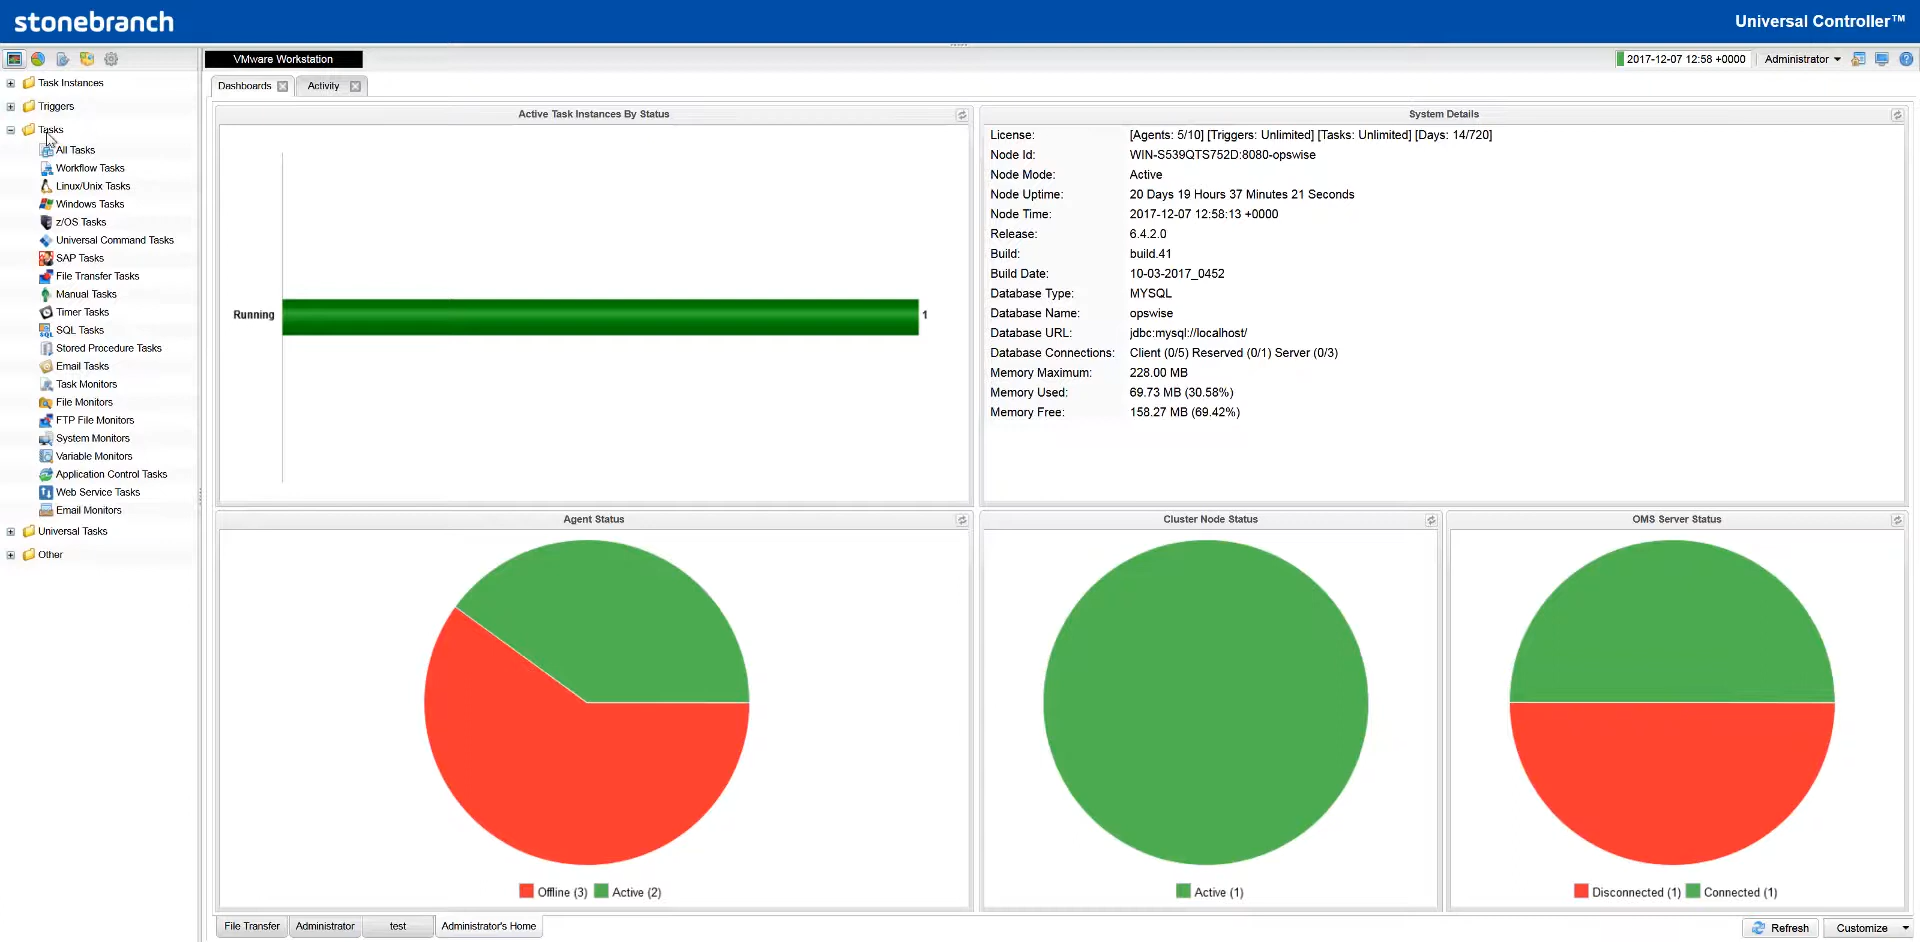 stonebranch
Universal Controller™
VMware Workstation
2017-12-07 12:58 +0000
Administrator
Task Instances
Triggers
Tasks
All Tasks
Workflow Tasks
Linux/Unix Tasks
Windows Tasks
z/OS Tasks
Universal Command Tasks
SAP Tasks
File Transfer Tasks
Manual Tasks
Timer Tasks
SQL Tasks
Stored Procedure Tasks
Email Tasks
Task Monitors
File Monitors
FTP File Monitors
System Monitors
Variable Monitors
Application Control Tasks
Web Service Tasks
Email Monitors
Universal Tasks
Other
Dashboards
Activity
Active Task Instances By Status
Running
1
System Details
License: [Agents: 5/10] [Triggers: Unlimited] [Tasks: Unlimited] [Days: 14/720]
Node Id: WIN-S539QTS752D:8080-opswise
Node Mode: Active
Node Uptime: 20 Days 19 Hours 37 Minutes 21 Seconds
Node Time: 2017-12-07 12:58:13 +0000
Release: 6.4.2.0
Build: build.41
Build Date: 10-03-2017_0452
Database Type: MYSQL
Database Name: opswise
Database URL: jdbc:mysql://localhost/
Database Connections: Client (0/5) Reserved (0/1) Server (0/3)
Memory Maximum: 228.00 MB
Memory Used: 69.73 MB (30.58%)
Memory Free: 158.27 MB (69.42%)
Agent Status
Offline (3) Active (2)
Cluster Node Status
Active (1)
OMS Server Status
Disconnected (1) Connected (1)
File Transfer
Administrator
test
Administrator's Home
Refresh
Customize